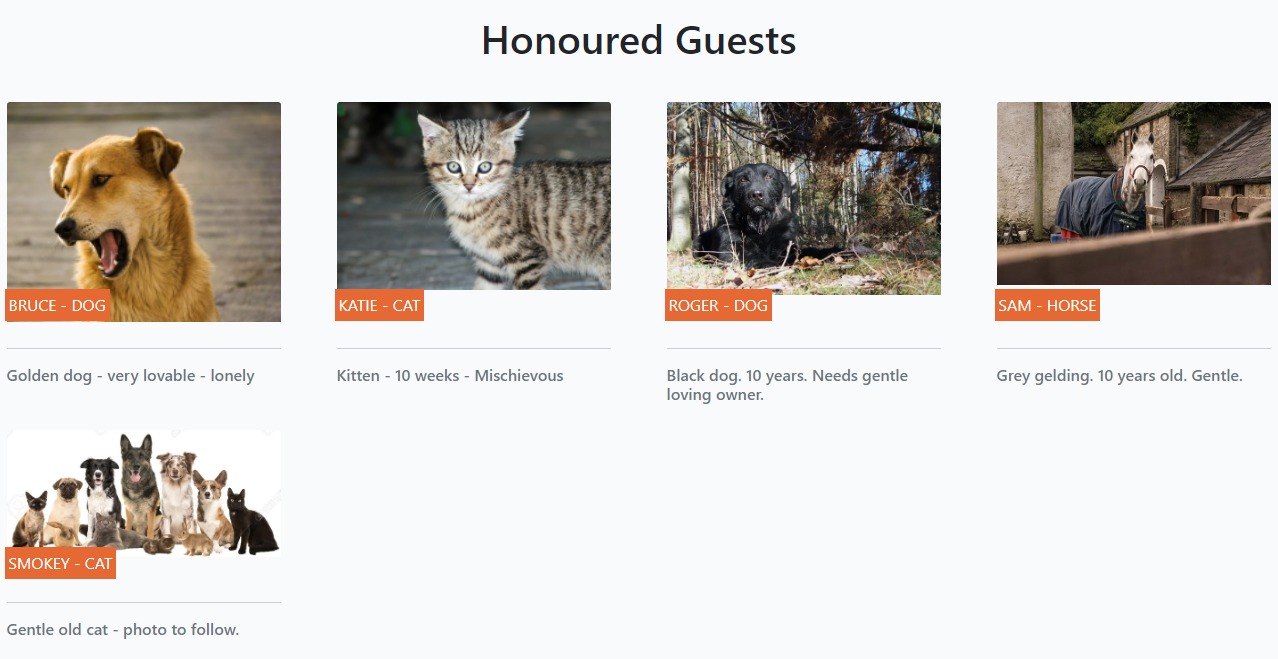 Honoured Guests
BRUCE - DOG
KATIE - CAT
ROGER - DOG
SAM - HORSE
Golden dog - very lovable - lonely
Kitten - 10 weeks - Mischievous
Black dog. 10 years. Needs gentle
loving owner.
Grey gelding. 10 years old. Gentle.
SMOKEY - CAT
Gentle old cat - photo to follow.